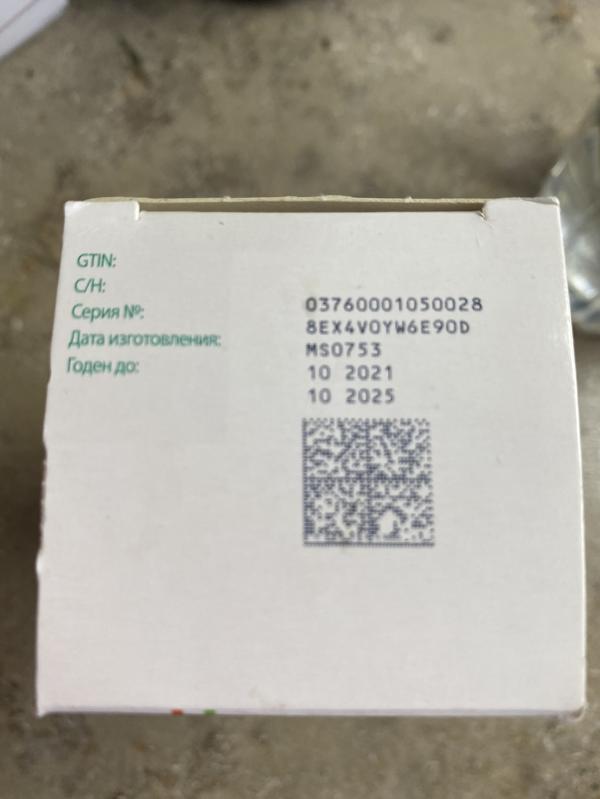 GTIN:
С/Н:
Серия №:
Дата изготовления:
Годен до:
03760001050028
8EX4V0YW6E90D
MS0753
10 2021
10 2025